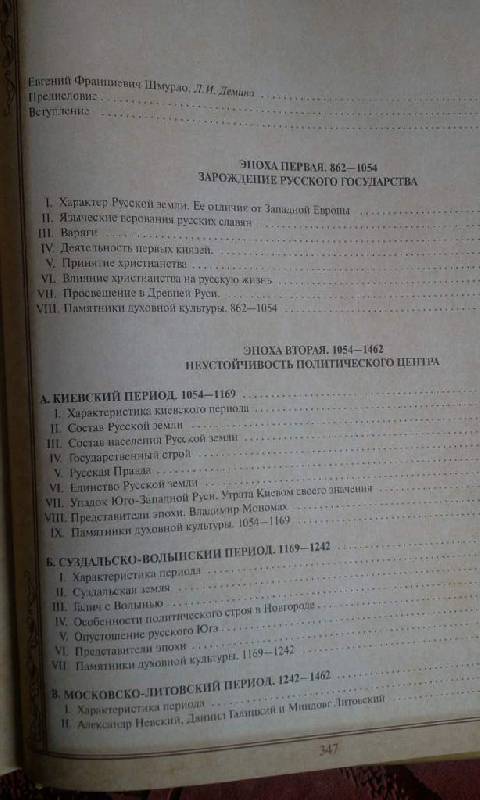 Евгений Францевич Шмурло, Л.И. Демина
Предисловие
Вступление
ЭПОХА ПЕРВАЯ. 862—1054
ЗАРОЖДЕНИЕ РУССКОГО ГОСУДАРСТВА
I. Характер Русской земли. Ее отличия от Западной Европы
II. Языческие верования русских славян
III. Варяги
IV. Деятельность первых князей.
V. Принятие христианства
VI. Влияние христианства на русскую жизнь
VII. Просвещение в Древней Руси.
VIII. Памятники духовной культуры. 862—1054
ЭПОХА ВТОРАЯ. 1054—1462
НЕУСТОЙЧИВОСТЬ ПОЛИТИЧЕСКОГО ЦЕНТРА
А. КИЕВСКИЙ ПЕРИОД. 1054—1169
I. Характеристика киевского периода
II. Состав Русской земли
III. Состав населения Русской земли
IV. Государственный строй
V. Русская Правда
VI. Единство Русской земли
VII. Упадок Юго-Западной Руси. Утрата Киевом своего значения
VIII. Представители эпохи. Владимир Мономах
IX. Памятники духовной культуры. 1054—1169
Б. СУЗДАЛЬСКО-ВОЛЫНСКИЙ ПЕРИОД. 1169—1242
I. Характеристика периода
II. Суздальская земля
III. Галич с Волынью
IV. Особенности политического строя в Новгороде
V. Опустошение русского Юга
VI. Представители эпохи
VII. Памятники духовной культуры. 1169—1242
В. МОСКОВСКО-ЛИТОВСКИЙ ПЕРИОД. 1242—1462
I. Характеристика периода
II. Александр Невский, Даниил Галицкий и Миндовг Литовский
347